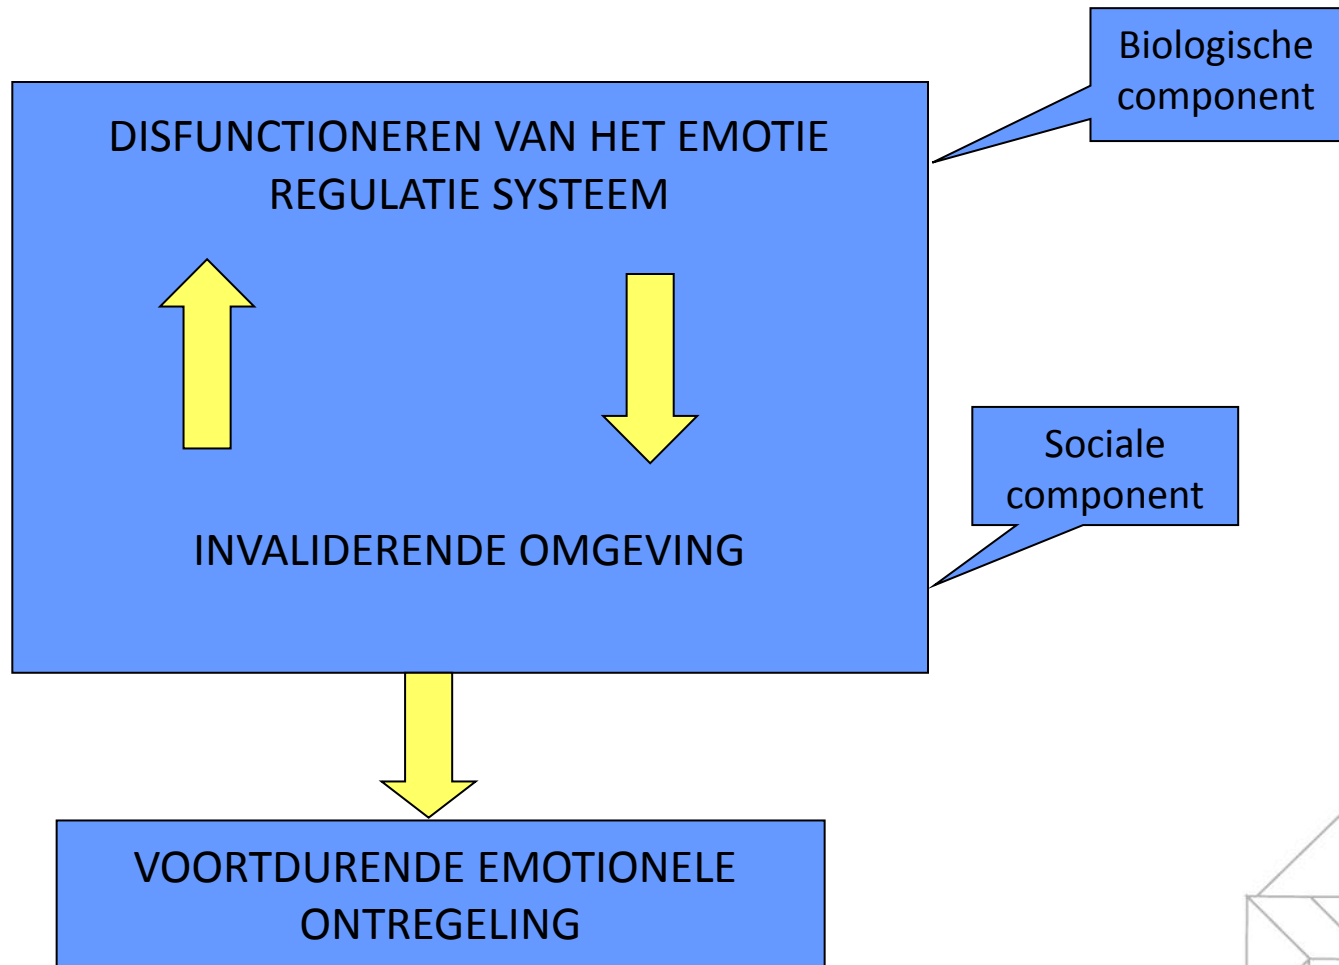 Biologische
component
DISFUNCTIONEREN VAN HET EMOTIE
REGULATIE SYSTEEM
Sociale
component
INVALIDERENDE OMGEVING
VOORTDURENDE EMOTIONELE
ONTREGELING